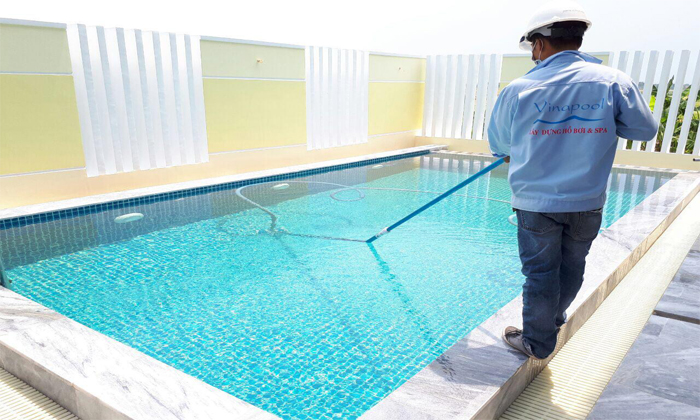 Vinapool
XÂY DỰNG HỒ BƠI & SPA